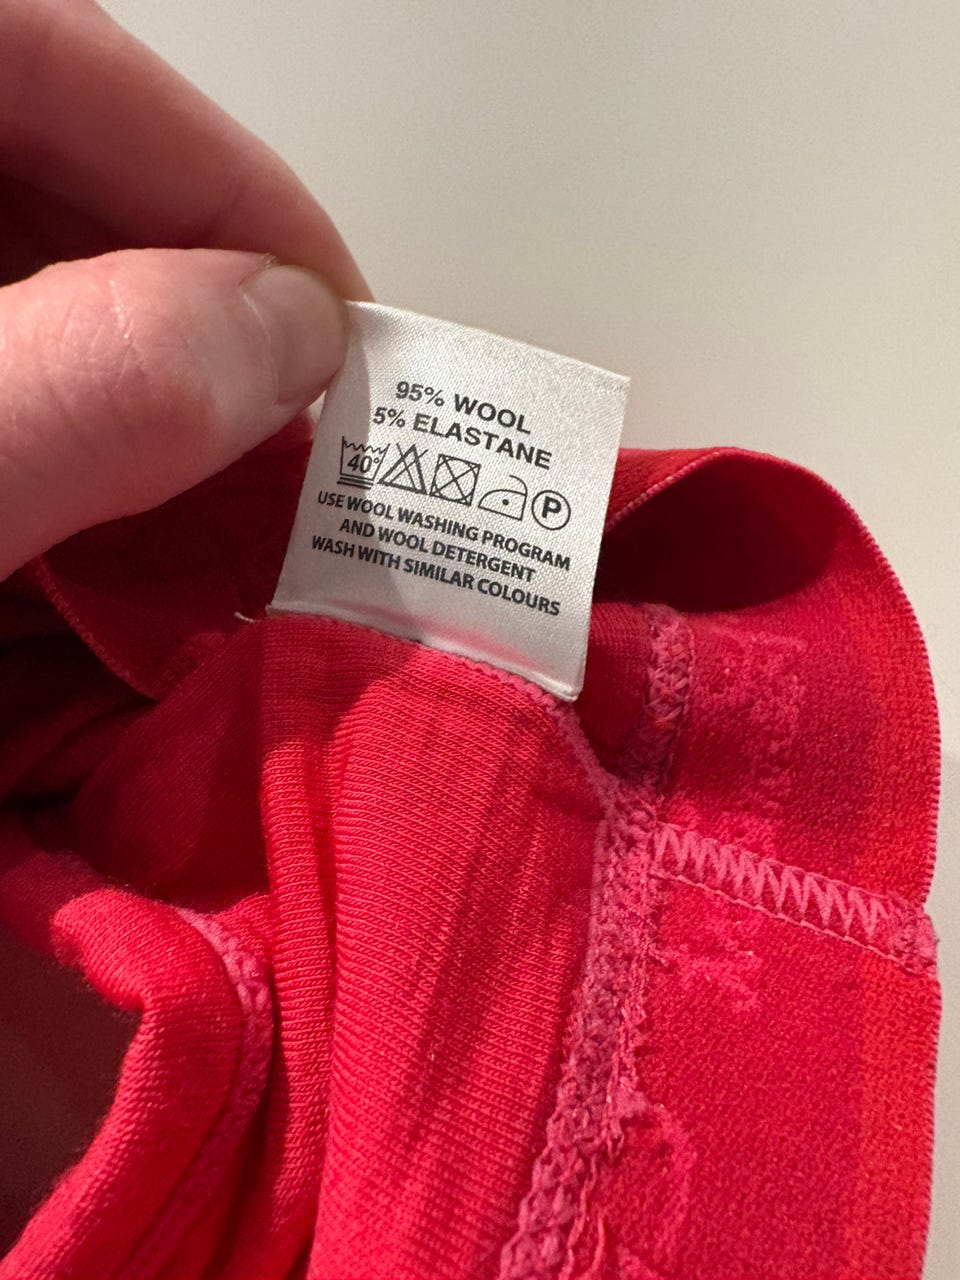 95% WOOL
5% ELASTANE
40° P
USE WOOL WASHING PROGRAM
AND WOOL DETERGENT
WASH WITH SIMILAR COLOURS